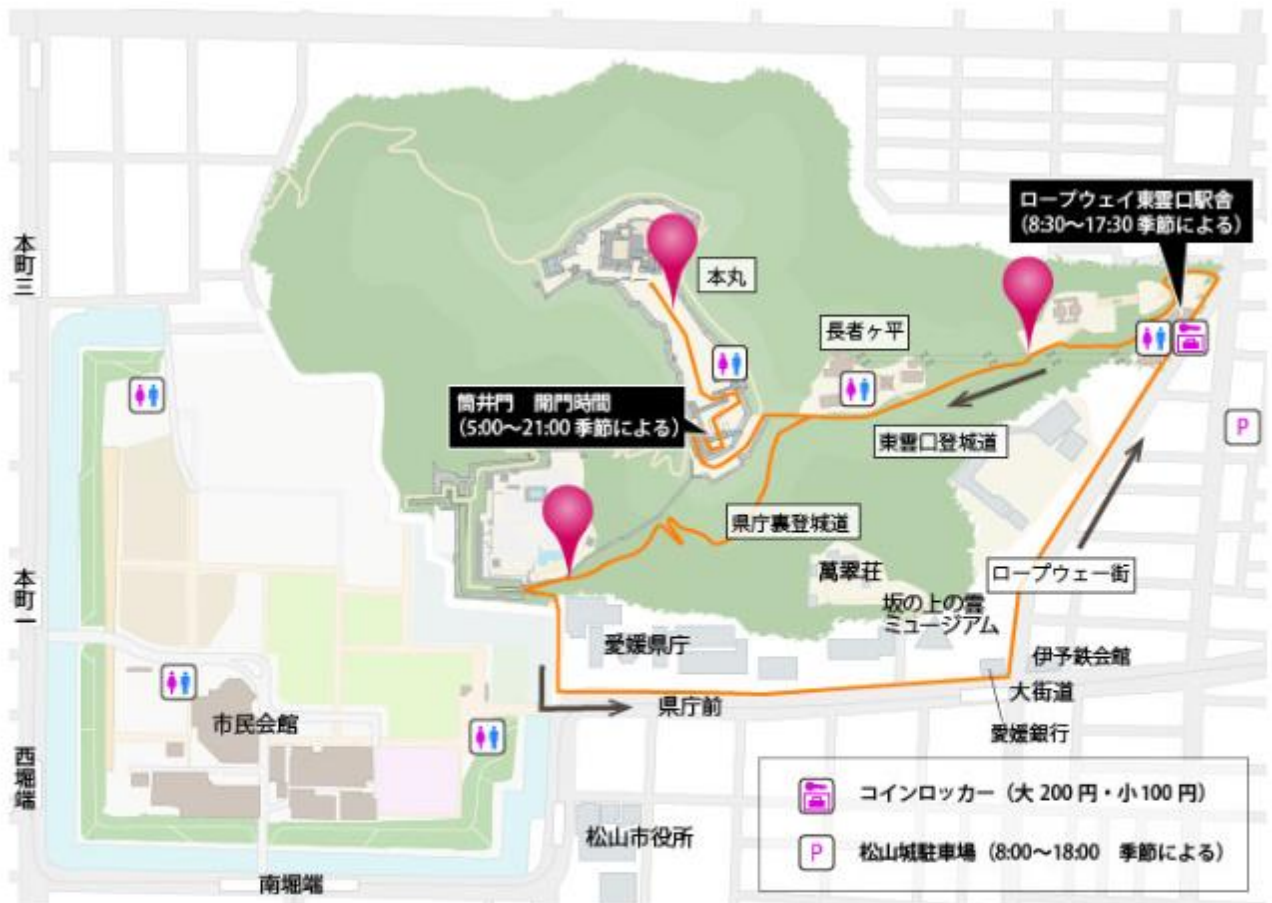 ロープウェイ東雲口駅舎
(8:30〜17:30 季節による)
本町三
本丸
長者ヶ平
筒井門 開門時間
(5:00〜21:00 季節による)
東雲口登城道
P
県庁裏登城道
萬翠荘
ロープウェー街
本町一
坂の上の雲
ミュージアム
愛媛県庁
伊予鉄会館
大街道
県庁前
市民会館
愛媛銀行
西堀端
コインロッカー(大 200 円・小 100 円)
松山市役所
P 松山城駐車場 (8:00〜18:00 季節による)
南堀端